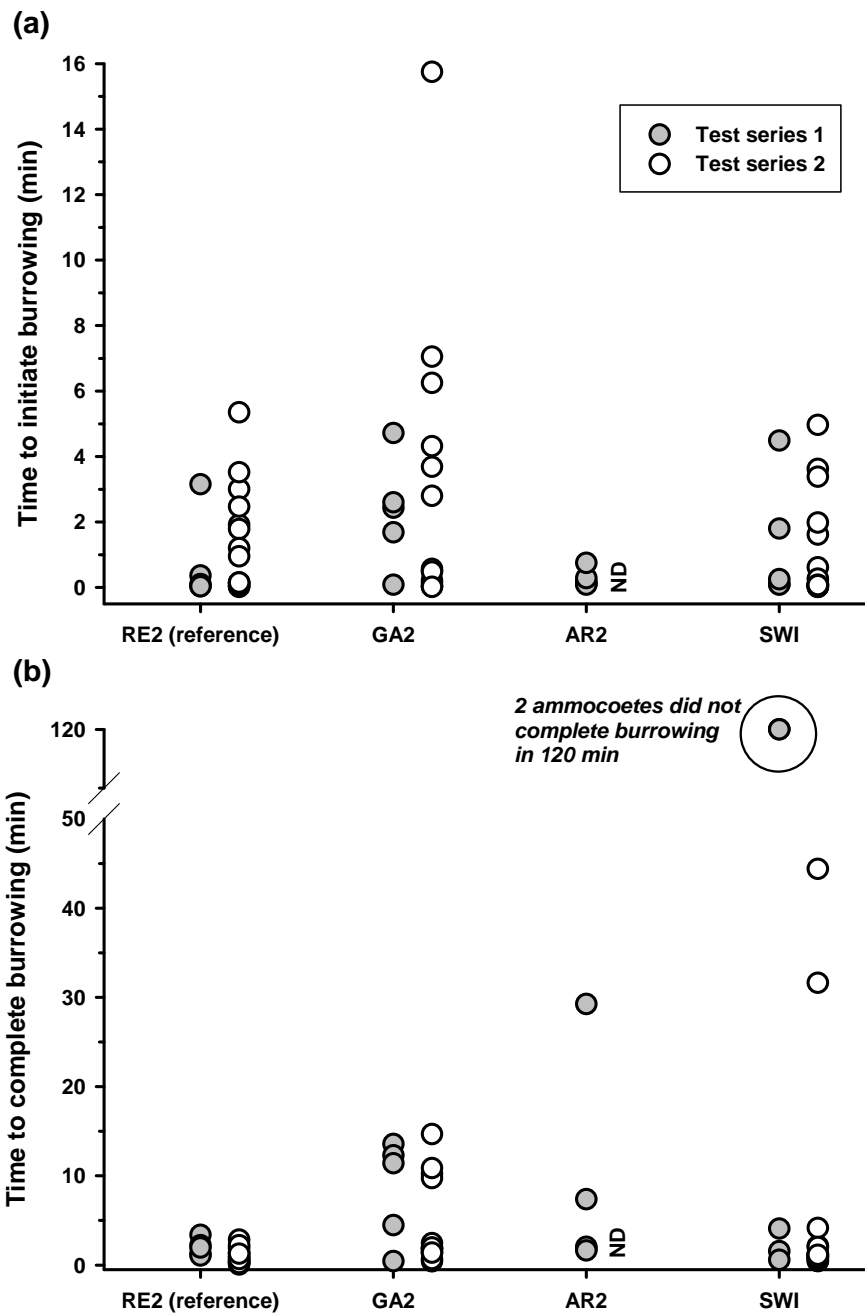 (a)
16
14
12
10
8
6
4
2
0
Time to initiate burrowing (min)
Test series 1
Test series 2
ND
RE2 (reference) GA2 AR2 SWI
(b)
120
50
40
30
20
10
0
Time to complete burrowing (min)
2 ammocoetes did not
complete burrowing
in 120 min
ND
RE2 (reference) GA2 AR2 SWI